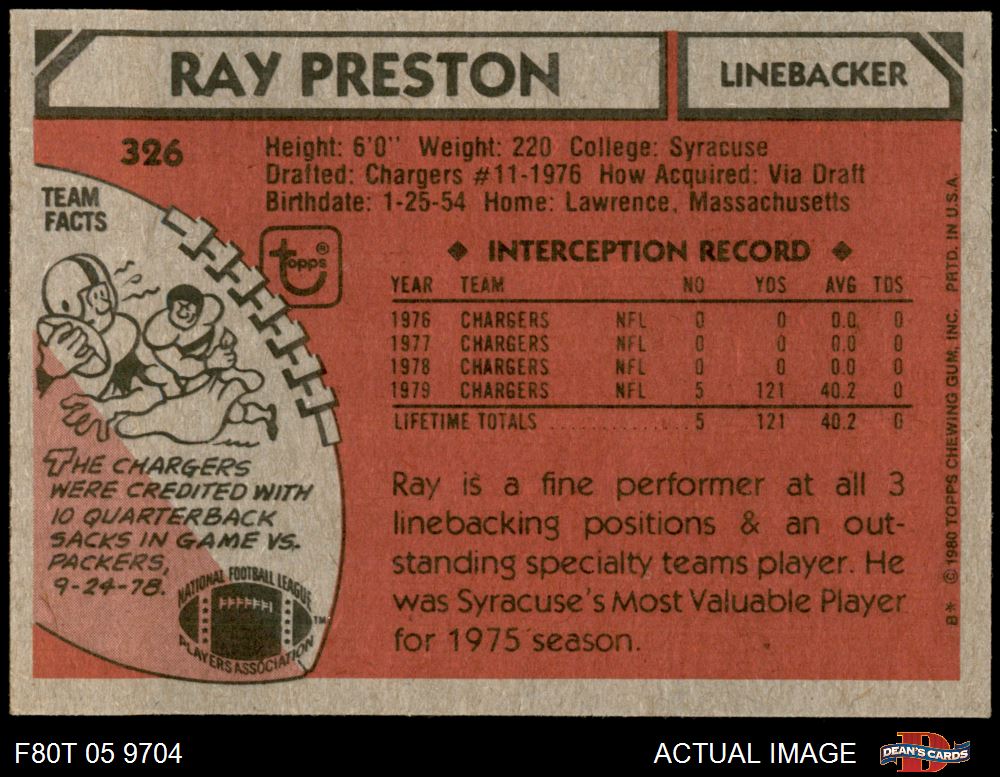 RAY PRESTON
LINEBACKER
326
Height: 6'0" Weight: 220 College: Syracuse
Drafted: Chargers #11-1976 How Acquired: Via Draft
Birthdate: 1-25-54 Home: Lawrence, Massachusetts
TEAM
FACTS
topps®
◆ INTERCEPTION RECORD ◆
YEAR TEAM NO YDS AVG TDS
1976 CHARGERS NFL 0 0 0.0 0
1977 CHARGERS NFL 0 0 0.0 0
1978 CHARGERS NFL 0 0 0.0 0
1979 CHARGERS NFL 5 121 40.2 0
LIFETIME TOTALS .............. 5 121 40.2 0
THE CHARGERS
WERE CREDITED WITH
10 QUARTERBACK
SACKS IN GAME VS.
PACKERS,
9-24-78.
NATIONAL FOOTBALL LEAGUE
PLAYERS ASSOCIATION
TM
Ray is a fine performer at all 3
linebacking positions & an out-
standing specialty teams player. He
was Syracuse's Most Valuable Player
for 1975 season.
B* © 1980 TOPPS CHEWING GUM, INC. PRTD. IN U.S.A.
F80T 05 9704
ACTUAL IMAGE
D
DEAN'S CARDS